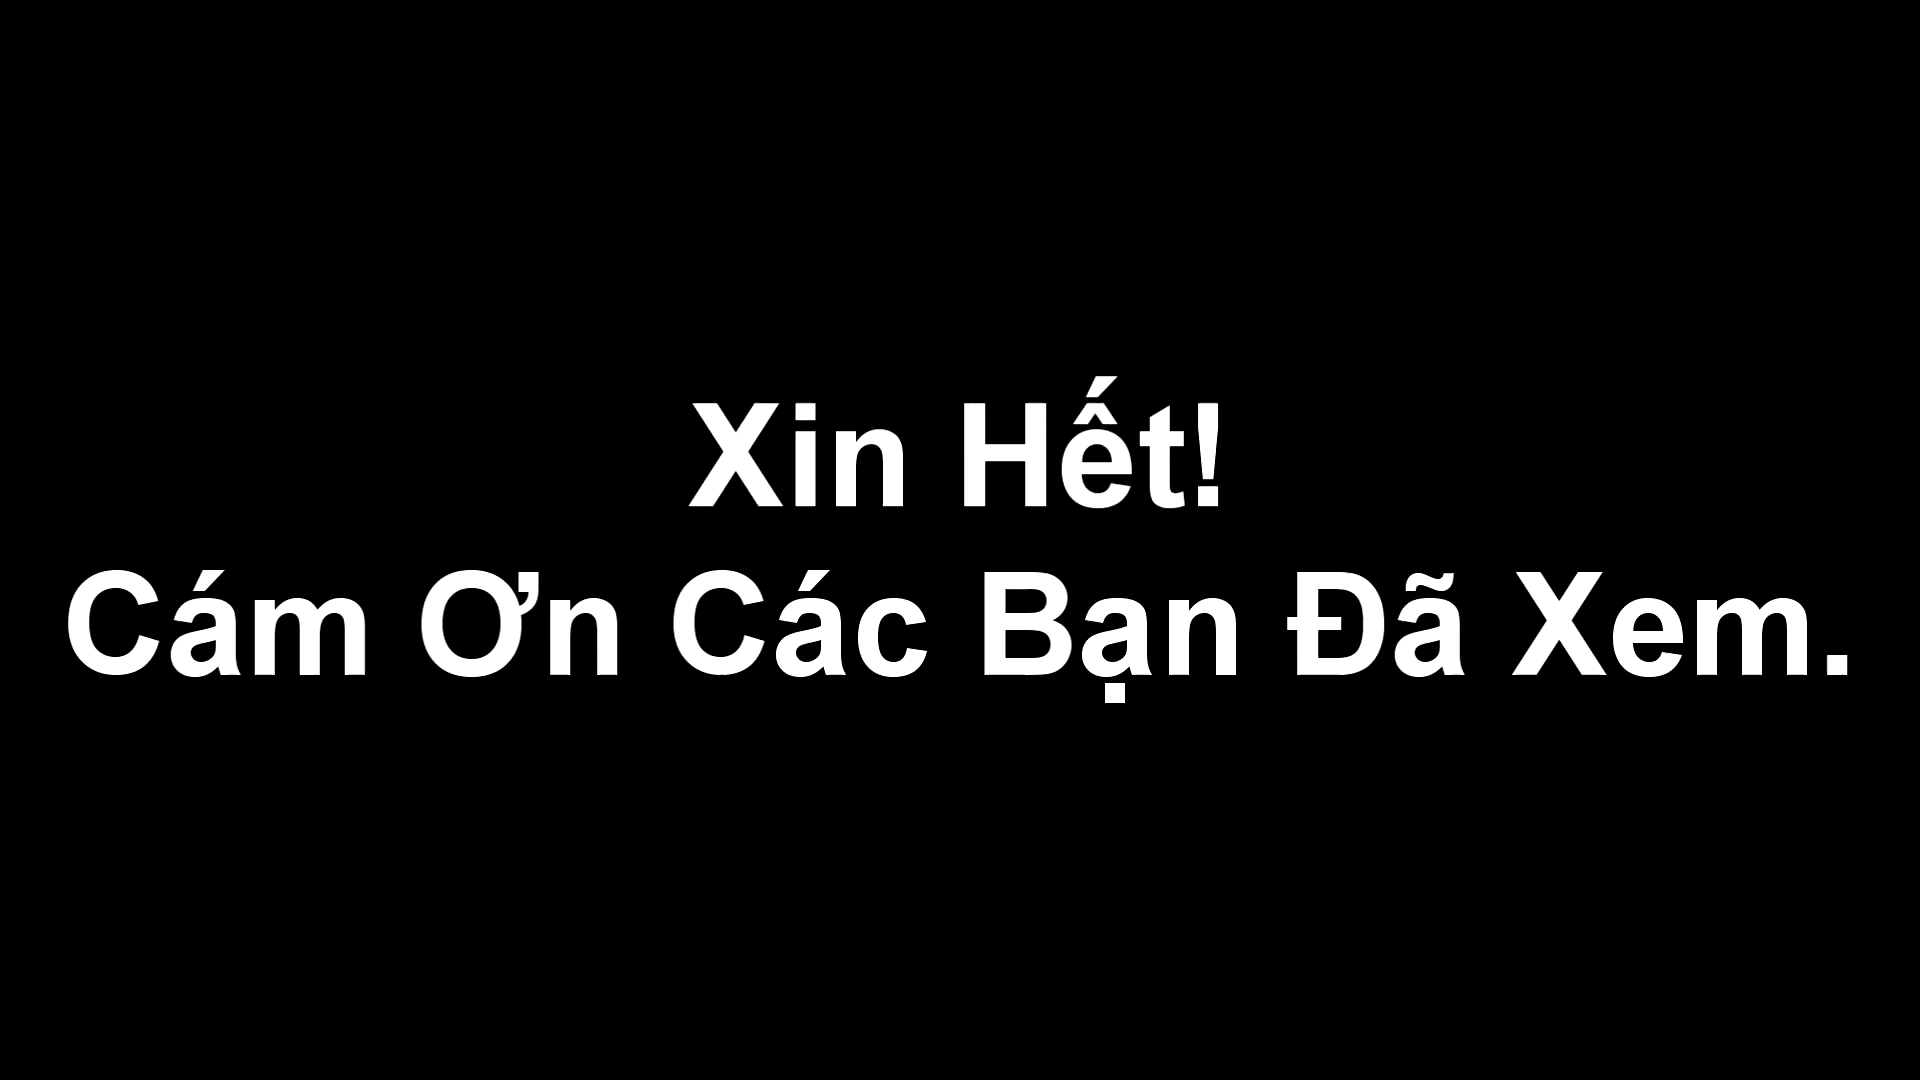 Xin Hết!
Cám Ơn Các Bạn Đã Xem.